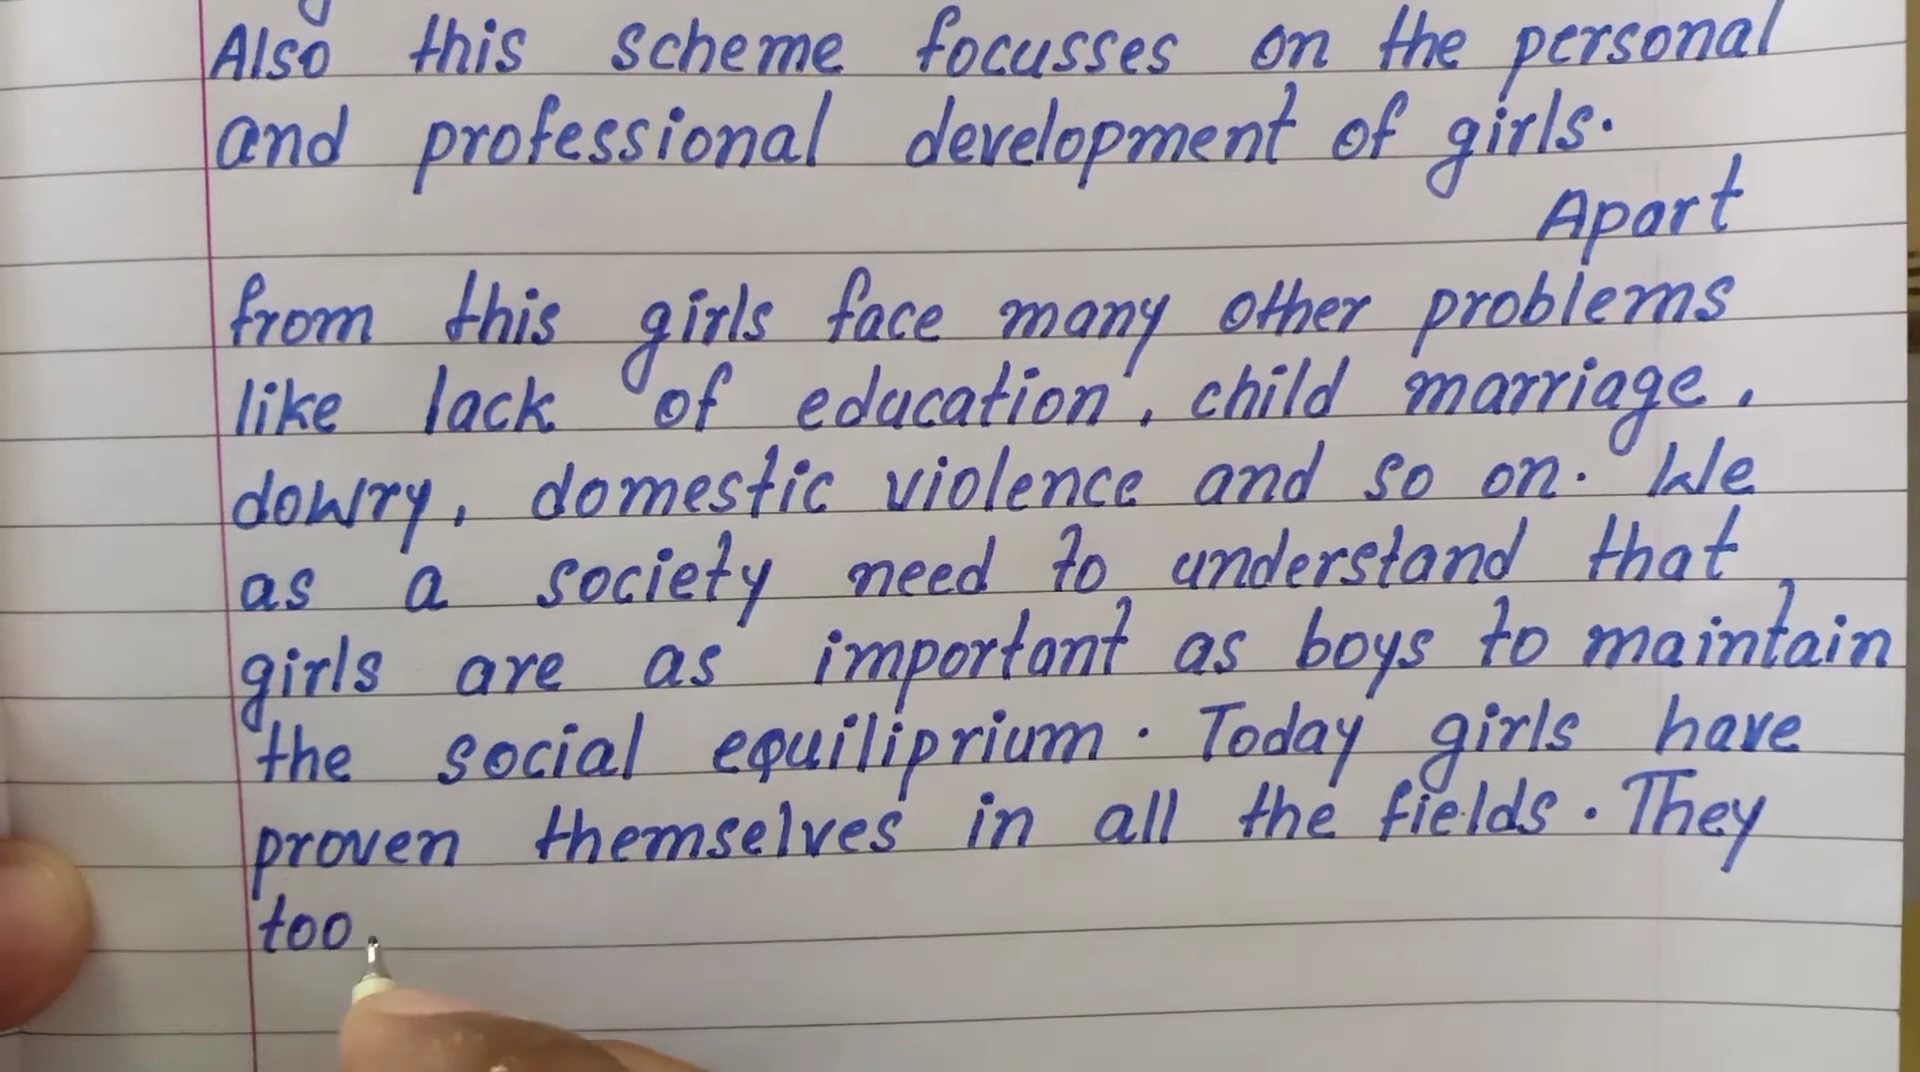 Also this scheme focusses on the personal
and professional development of girls.
Apart
from this girls face many other problems
like lack of education, child marriage,
dowry, domestic violence and so on. We
as a society need to understand that
girls are as important as boys to maintain
the social equiliprium. Today girls have
proven themselves in all the fields. They
too